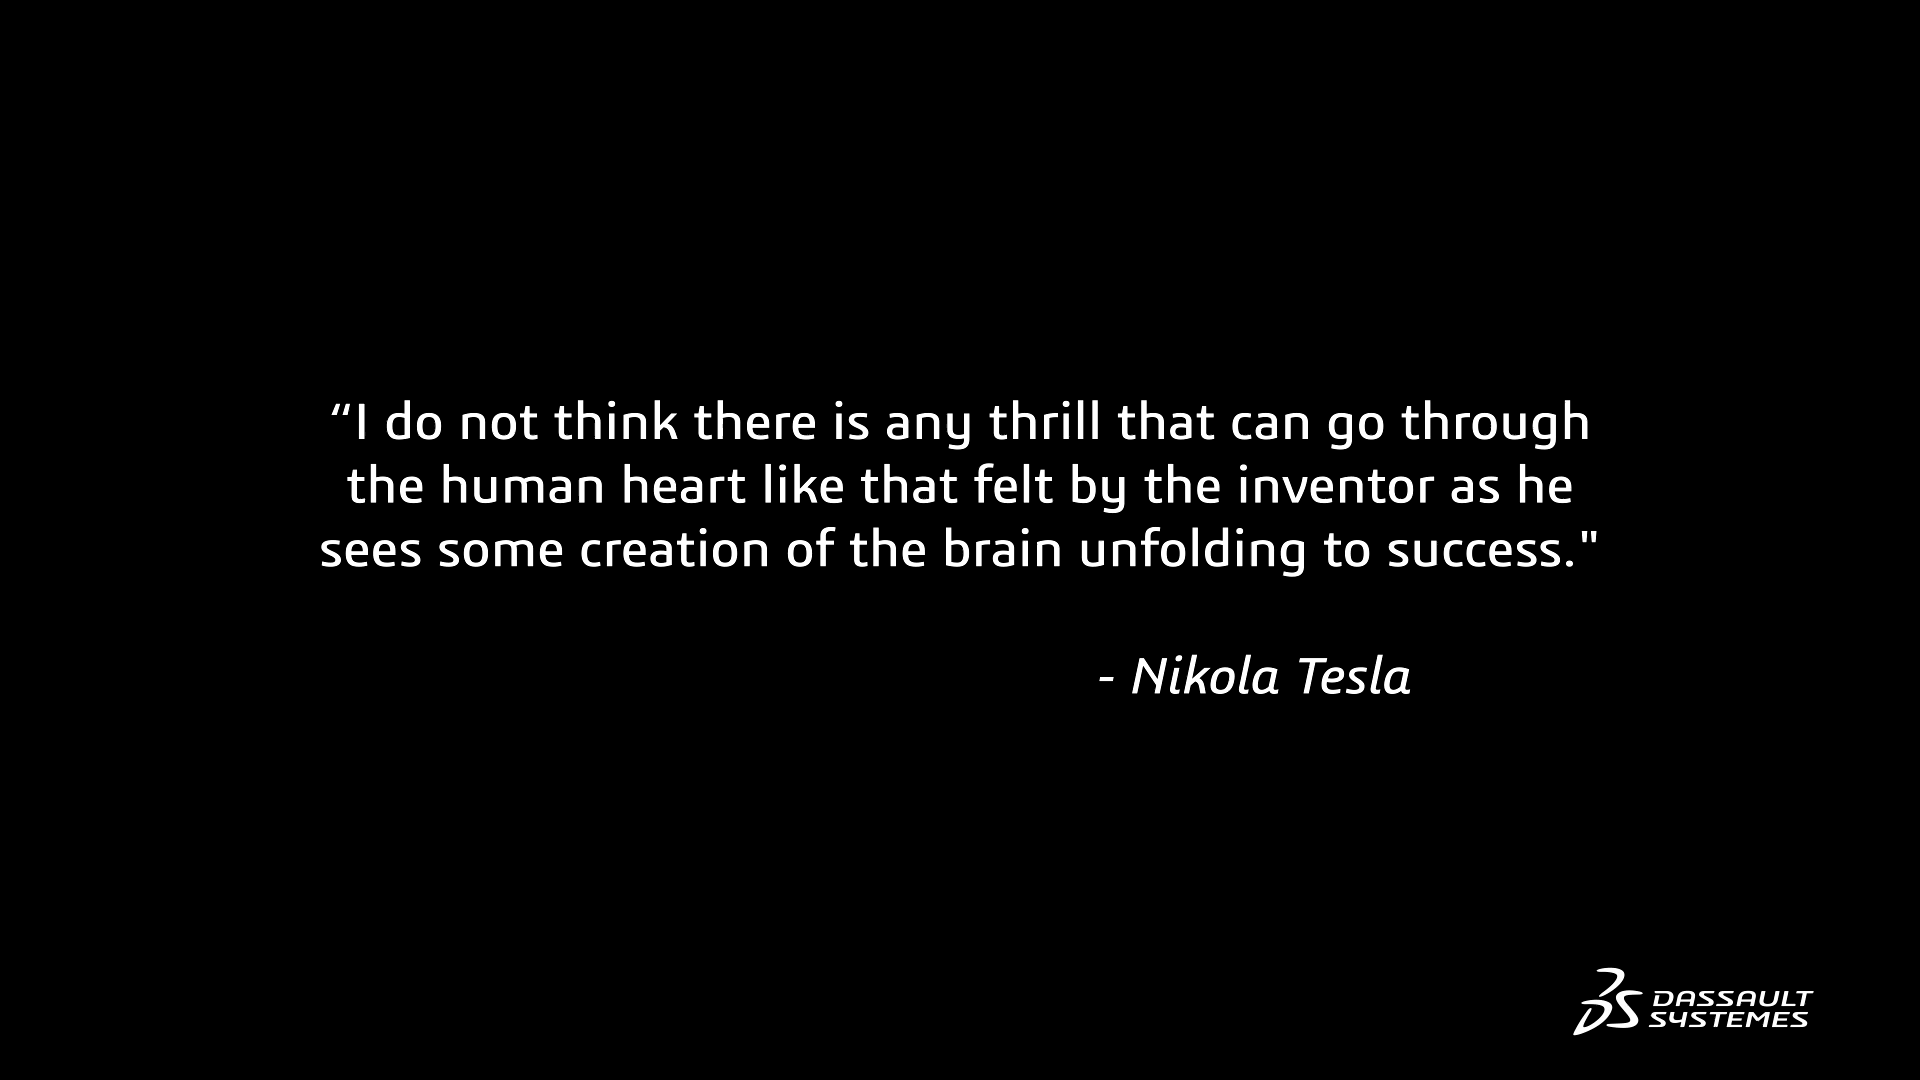 “I do not think there is any thrill that can go through
the human heart like that felt by the inventor as he
sees some creation of the brain unfolding to success."
- Nikola Tesla
3DS DASSAULT
SYSTEMES